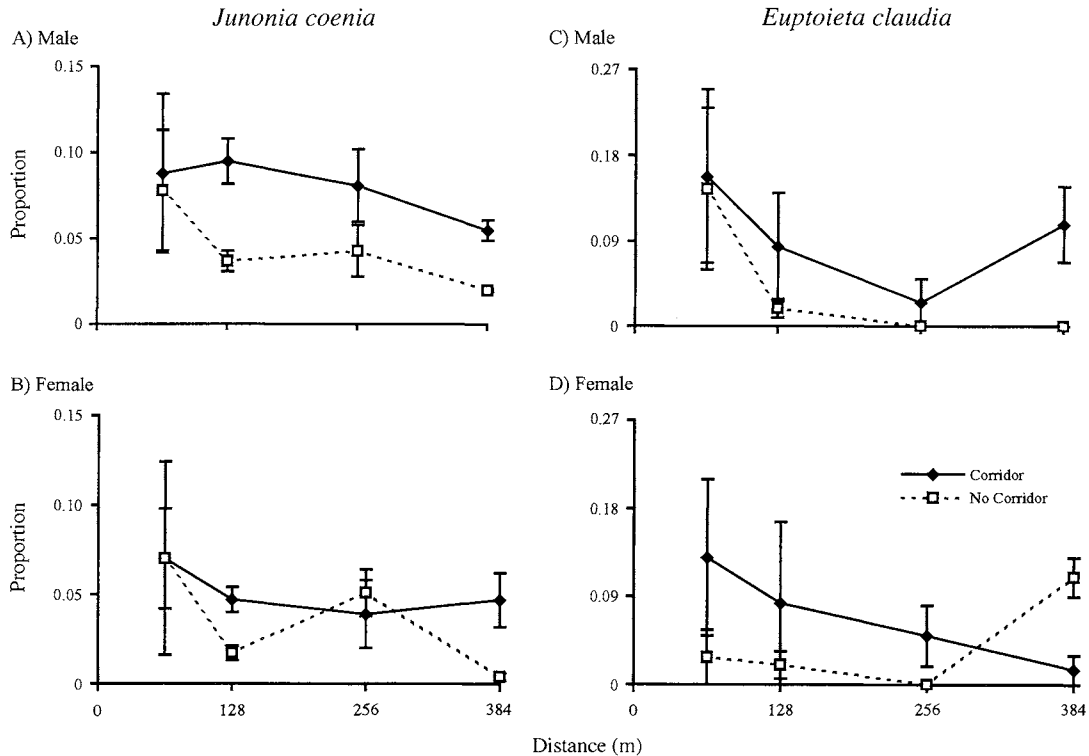 Junonia coenia
Euptoieta claudia
A) Male
0.15
0.10
0.05
0
Proportion
C) Male
0.27
0.18
0.09
0
B) Female
0.15
0.10
0.05
0
Proportion
0
128
256
384
D) Female
0.27
0.18
0.09
0
Corridor
No Corridor
0
128
256
384
Distance (m)